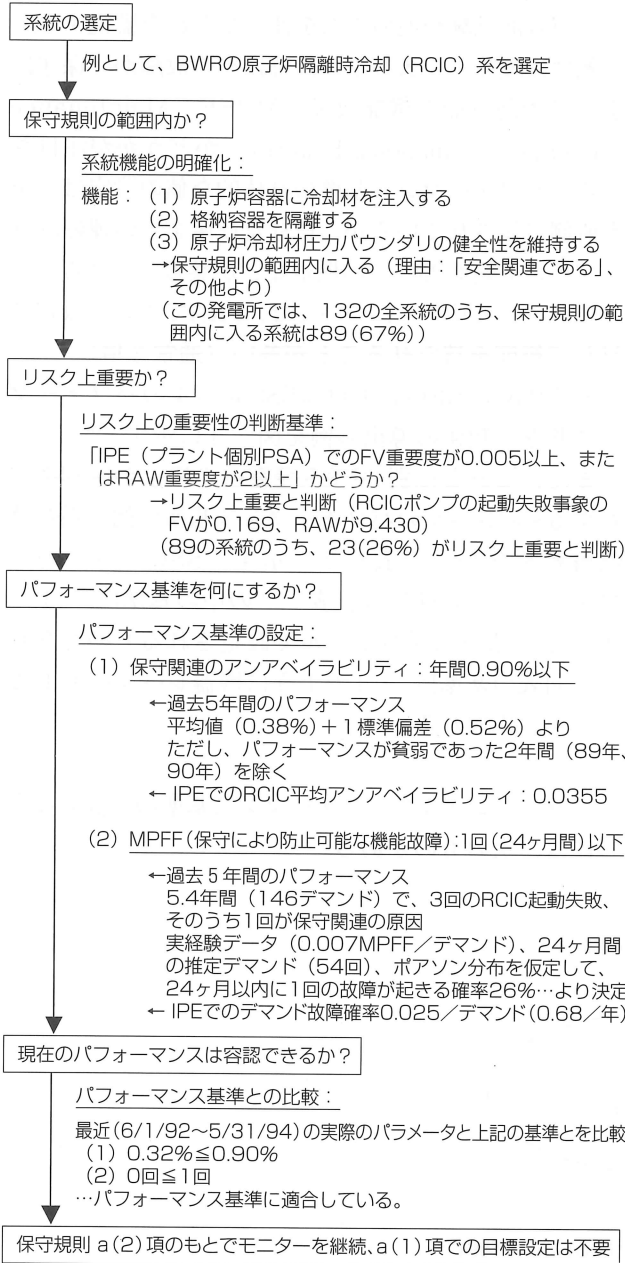 系統の選定
例として、BWRの原子炉隔離時冷却（RCIC）系を選定
保守規則の範囲内か？
系統機能の明確化：
機能：（1）原子炉容器に冷却材を注入する
（2）格納容器を隔離する
（3）原子炉冷却材圧力バウンダリの健全性を維持する
→保守規則の範囲内に入る（理由：「安全関連である」、
その他より）
（この発電所では、132の全系統のうち、保守規則の範
囲内に入る系統は89（67%））
リスク上重要か？
リスク上の重要性の判断基準：
「IPE（プラント個別PSA）でのFV重要度が0.005以上、また
はRAW重要度が2以上」かどうか？
→リスク上重要と判断（RCICポンプの起動失敗事象の
FVが0.169、RAWが9.430）
（89の系統のうち、23（26%）がリスク上重要と判断）
パフォーマンス基準を何にするか？
パフォーマンス基準の設定：
（1）保守関連のアンアベイラビリティ：年間0.90%以下
←過去5年間のパフォーマンス
平均値（0.38%）＋1標準偏差（0.52%）より
ただし、パフォーマンスが貧弱であった2年間（89年、
90年）を除く
← IPEでのRCIC平均アンアベイラビリティ：0.0355
（2）MPFF（保守により防止可能な機能故障）：1回（24ヶ月間）以下
←過去５年間のパフォーマンス
5.4年間（146デマンド）で、3回のRCIC起動失敗、
そのうち1回が保守関連の原因
実経験データ（0.007MPFF／デマンド）、24ヶ月間
の推定デマンド（54回）、ポアソン分布を仮定して、
24ヶ月以内に1回の故障が起きる確率26%…より決定
← IPEでのデマンド故障確率0.025／デマンド（0.68／年）
現在のパフォーマンスは容認できるか？
パフォーマンス基準との比較：
最近（6/1/92〜5/31/94）の実際のパラメータと上記の基準とを比較
（1）0.32%≦0.90%
（2）0回≦1回
…パフォーマンス基準に適合している。
保守規則 a（2）項のもとでモニターを継続、a（1）項での目標設定は不要